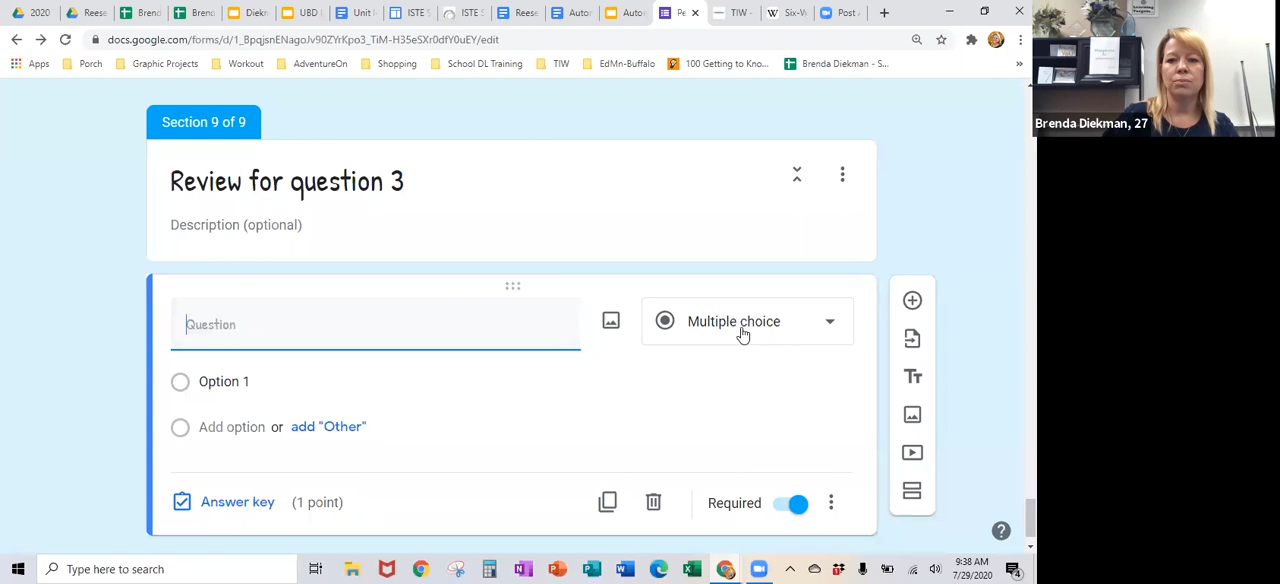 2020
Reese
Brend
Brend
Diekn
UBD
Unit
ISTE S
ISTE S
Reese
Autor
Autor
Pe
TIW -
Six-W
Post A
docs.google.com/forms/d/1_BpqjsnENagoJv90ZYrKpo3_TiM-H35eSXr0dfY0uEY/edit
Apps
Porch
Graphic Projects
Workout
AdventureOn
Shopping
School DL Training
TIW
EdMn-Buffalo
100 Getting to Kno...
Brenda Diekman - S...
»
Brenda Diekman, 27
Section 9 of 9
Review for question 3
Description (optional)
Question
Multiple choice
Option 1
Add option or add "Other"
Answer key (1 point)
Required
Type here to search
9:38 AM
7/29/2020
4